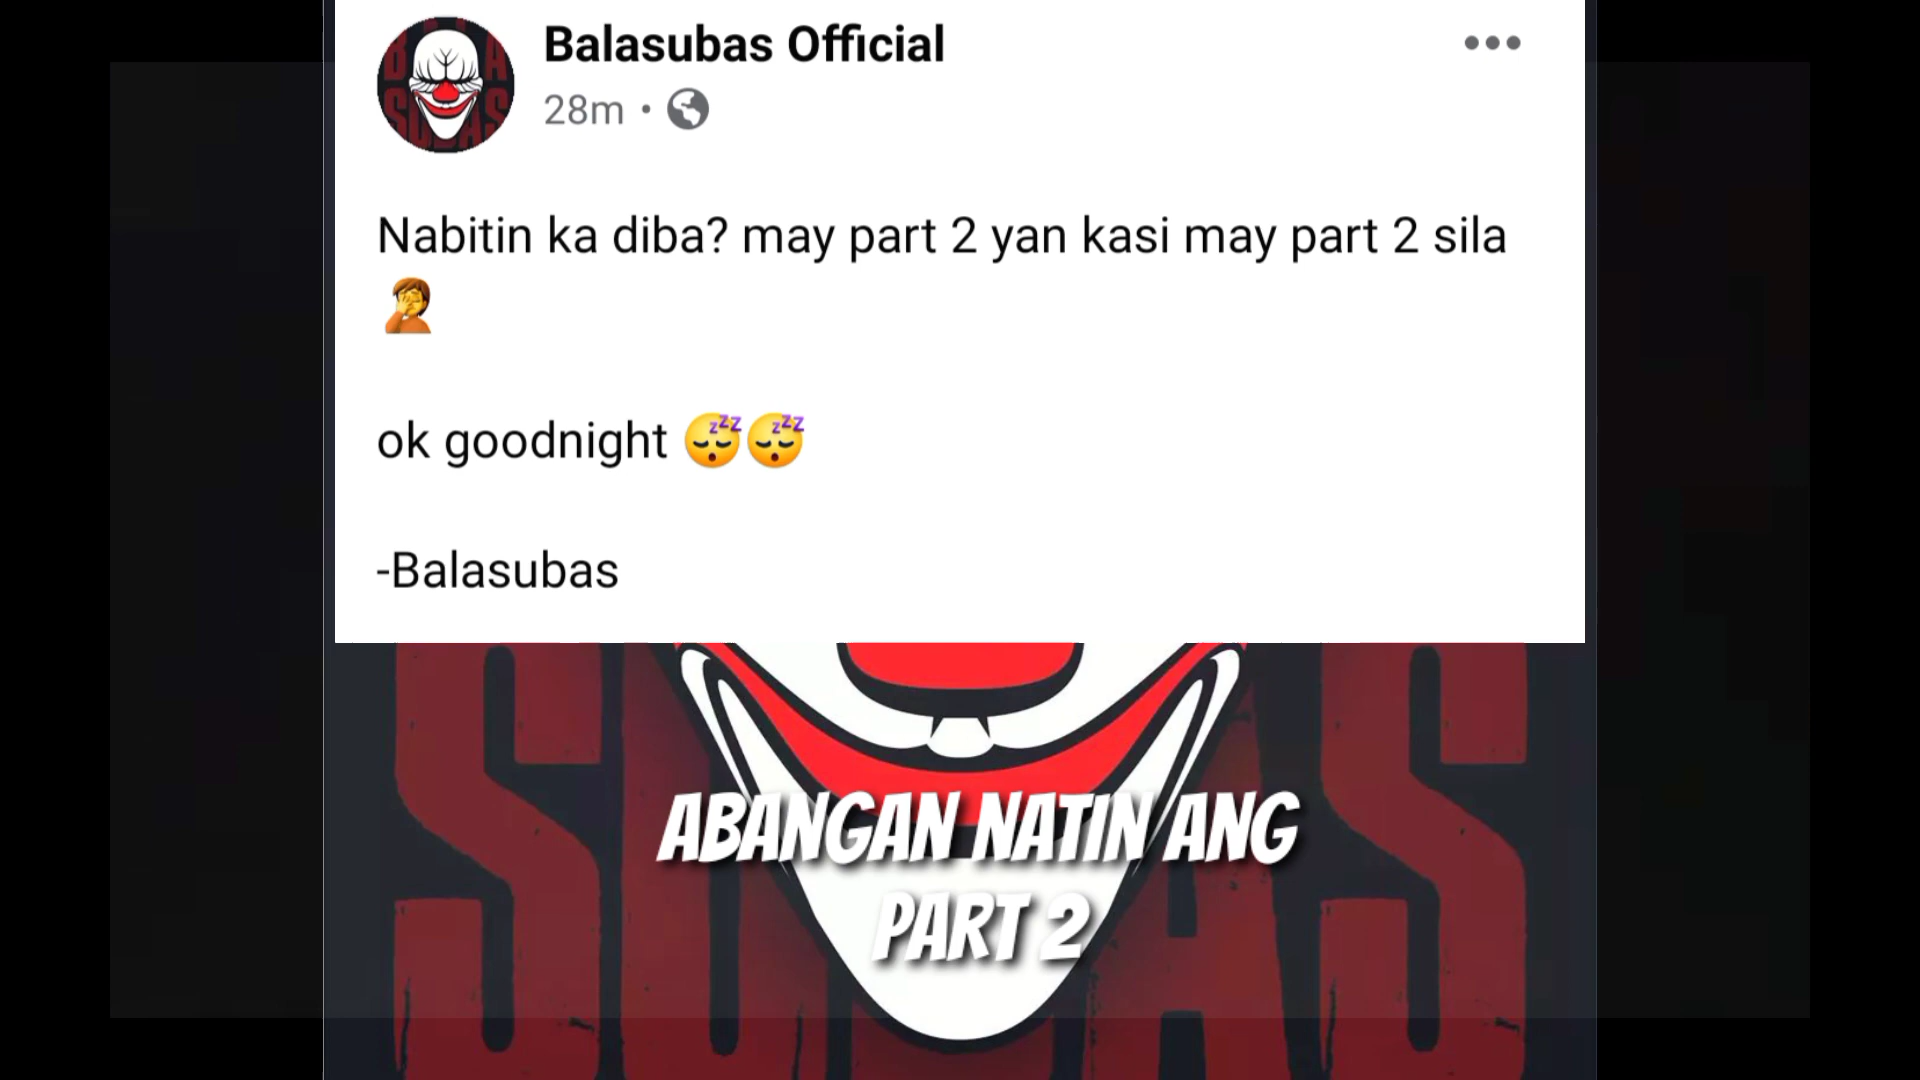 Balasubas Official
28m •
Nabitin ka diba? may part 2 yan kasi may part 2 sila
🤦
ok goodnight 😴😴
-Balasubas
SUBAS
ABANGAN NATIN ANG
PART 2